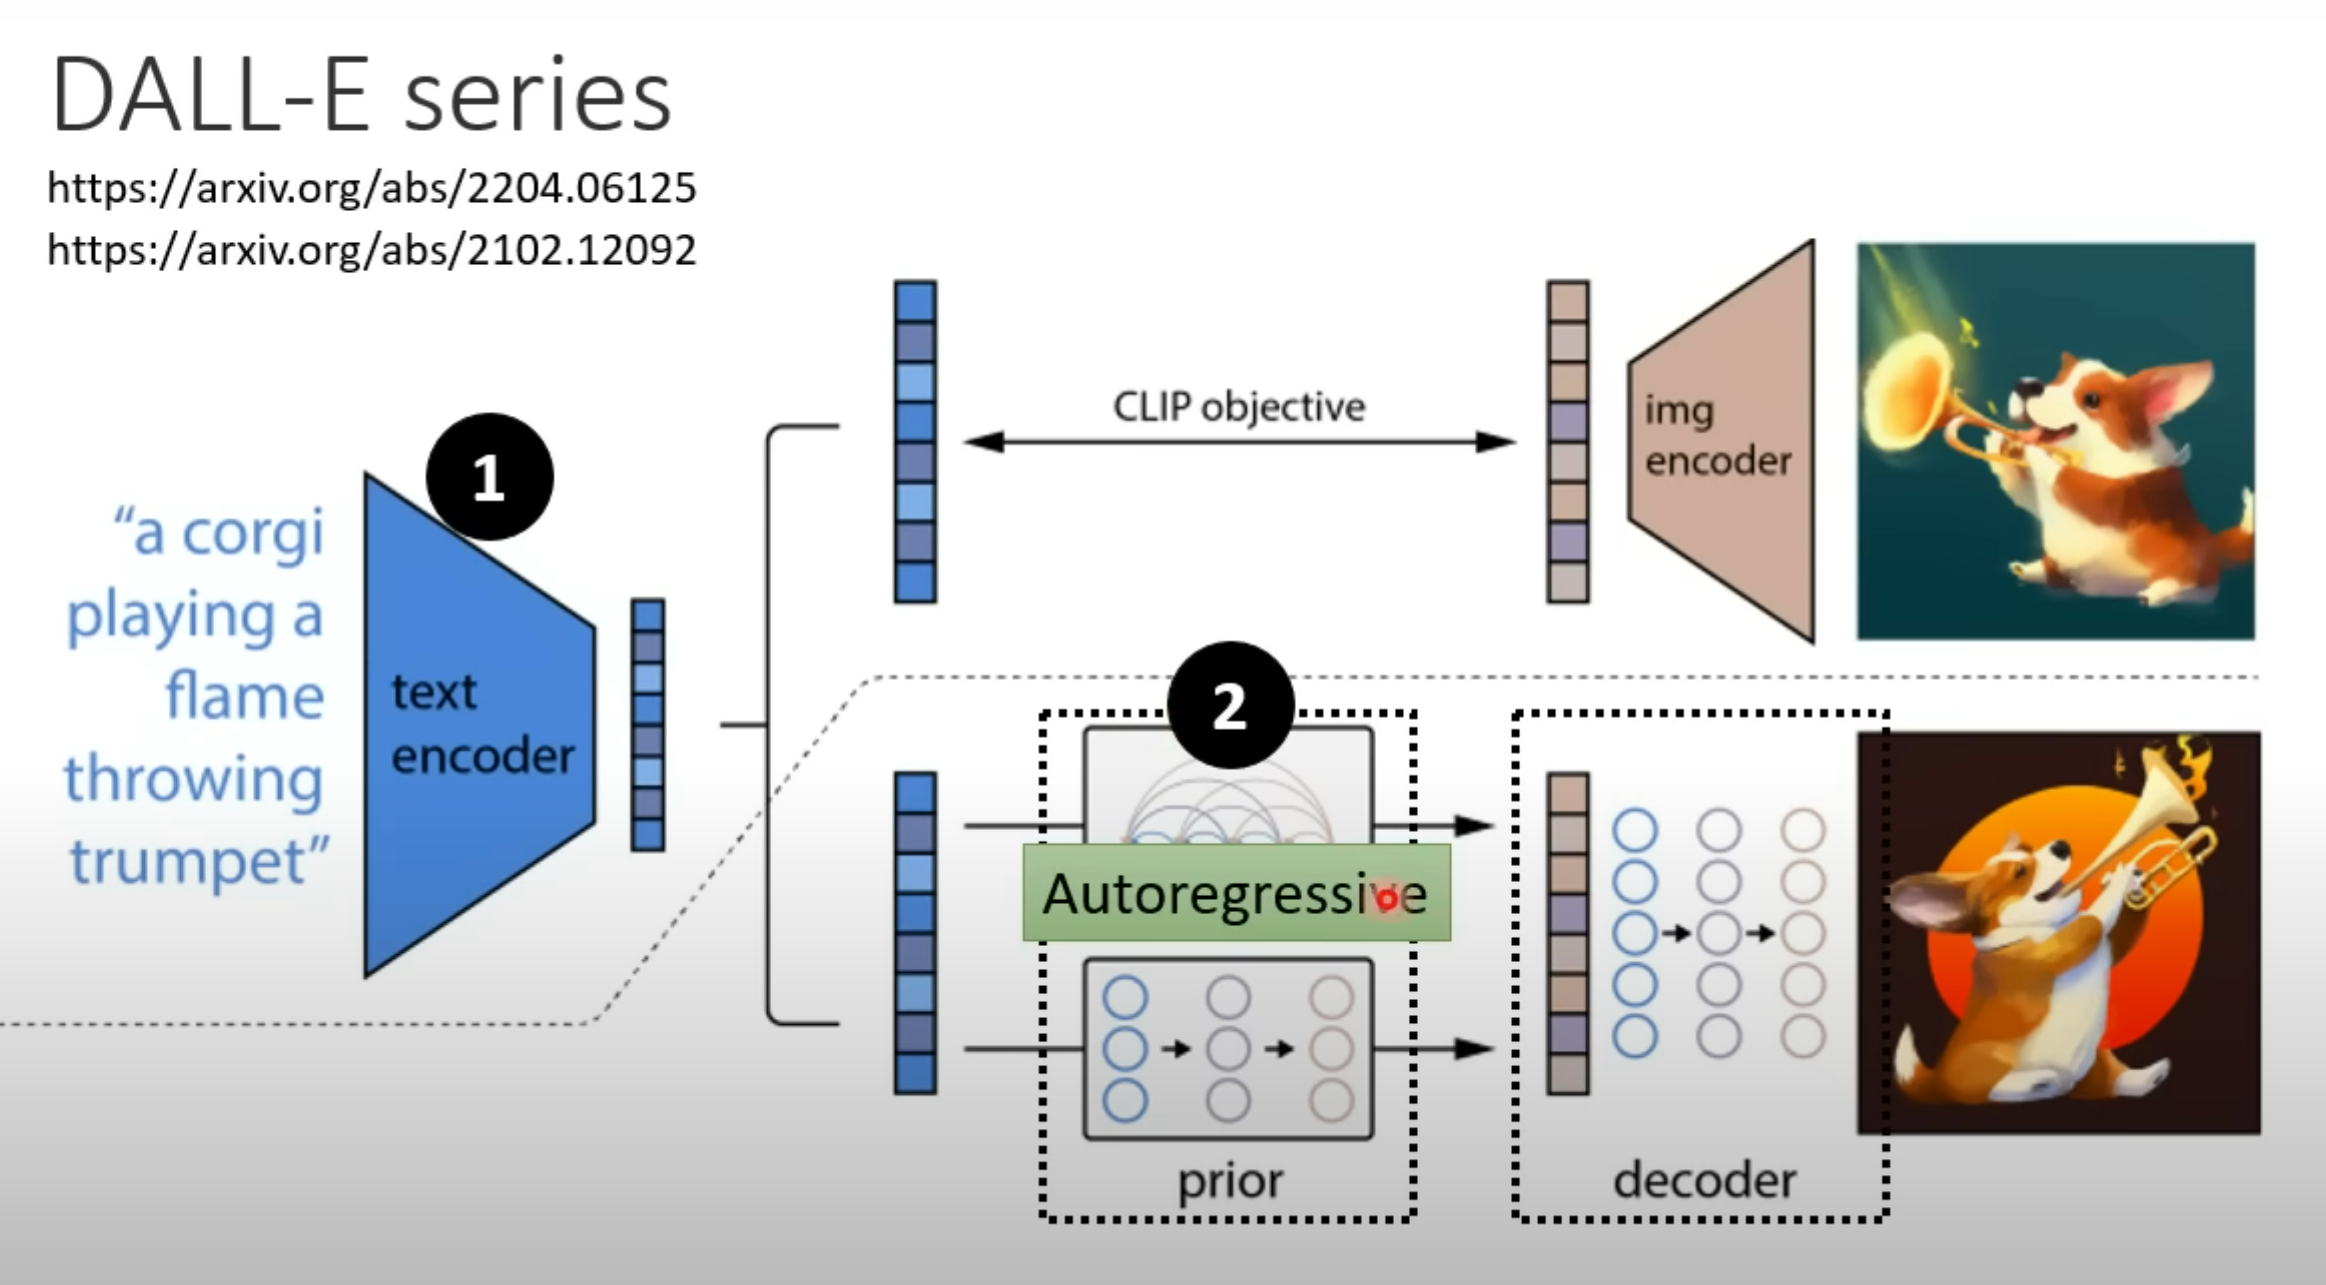 DALL-E series
https://arxiv.org/abs/2204.06125
https://arxiv.org/abs/2102.12092
“a corgi
playing a
flame
throwing
trumpet”
1
text
encoder
CLIP objective
img
encoder
2
Autoregressive
prior
decoder